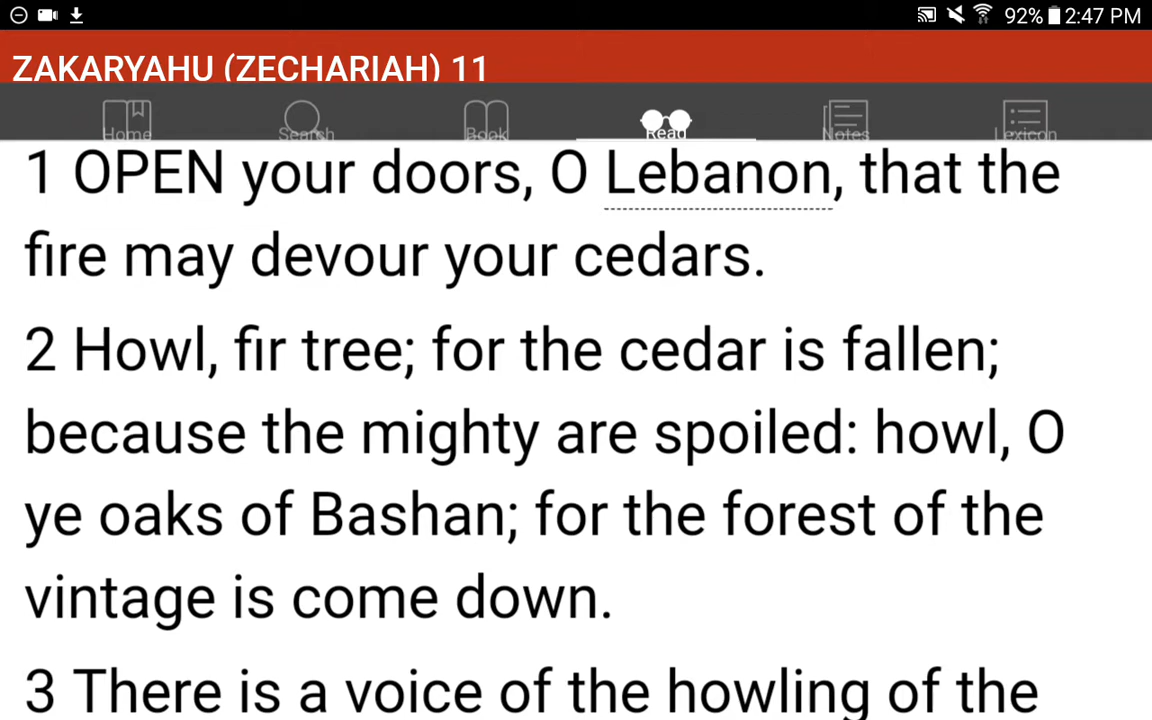 92% 2:47 PM
ZAKARYAHU (ZECHARIAH) 11
Home Search Book Read Notes Lexicon
1 OPEN your doors, O Lebanon, that the
fire may devour your cedars.
2 Howl, fir tree; for the cedar is fallen;
because the mighty are spoiled: howl, O
ye oaks of Bashan; for the forest of the
vintage is come down.
3 There is a voice of the howling of the